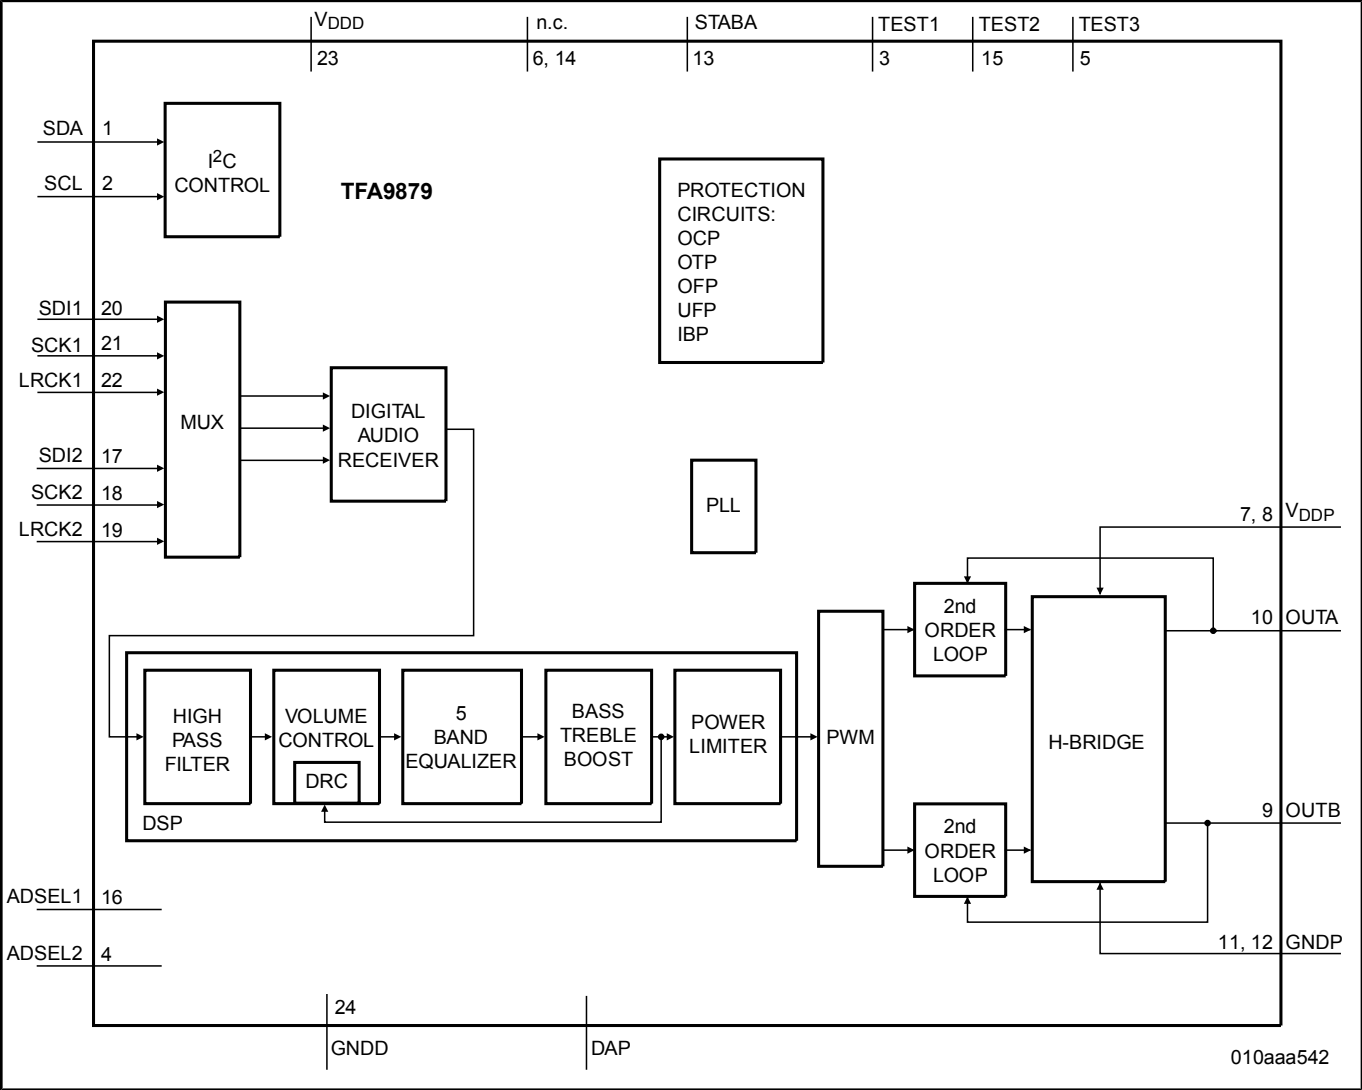 VDDD
n.c.
STABA
TEST1
TEST2
TEST3
23
6, 14
13
3
15
5
SDA 1
SCL 2
I2C
CONTROL
TFA9879
PROTECTION
CIRCUITS:
OCP
OTP
OFP
UFP
IBP
SDI1 20
SCK1 21
LRCK1 22
SDI2 17
SCK2 18
LRCK2 19
MUX
DIGITAL
AUDIO
RECEIVER
PLL
7, 8 VDDP
10 OUTA
9 OUTB
11, 12 GNDP
HIGH
PASS
FILTER
VOLUME
CONTROL
DRC
5
BAND
EQUALIZER
BASS
TREBLE
BOOST
POWER
LIMITER
DSP
PWM
2nd
ORDER
LOOP
2nd
ORDER
LOOP
H-BRIDGE
ADSEL1 16
ADSEL2 4
24
GNDD
DAP
010aaa542